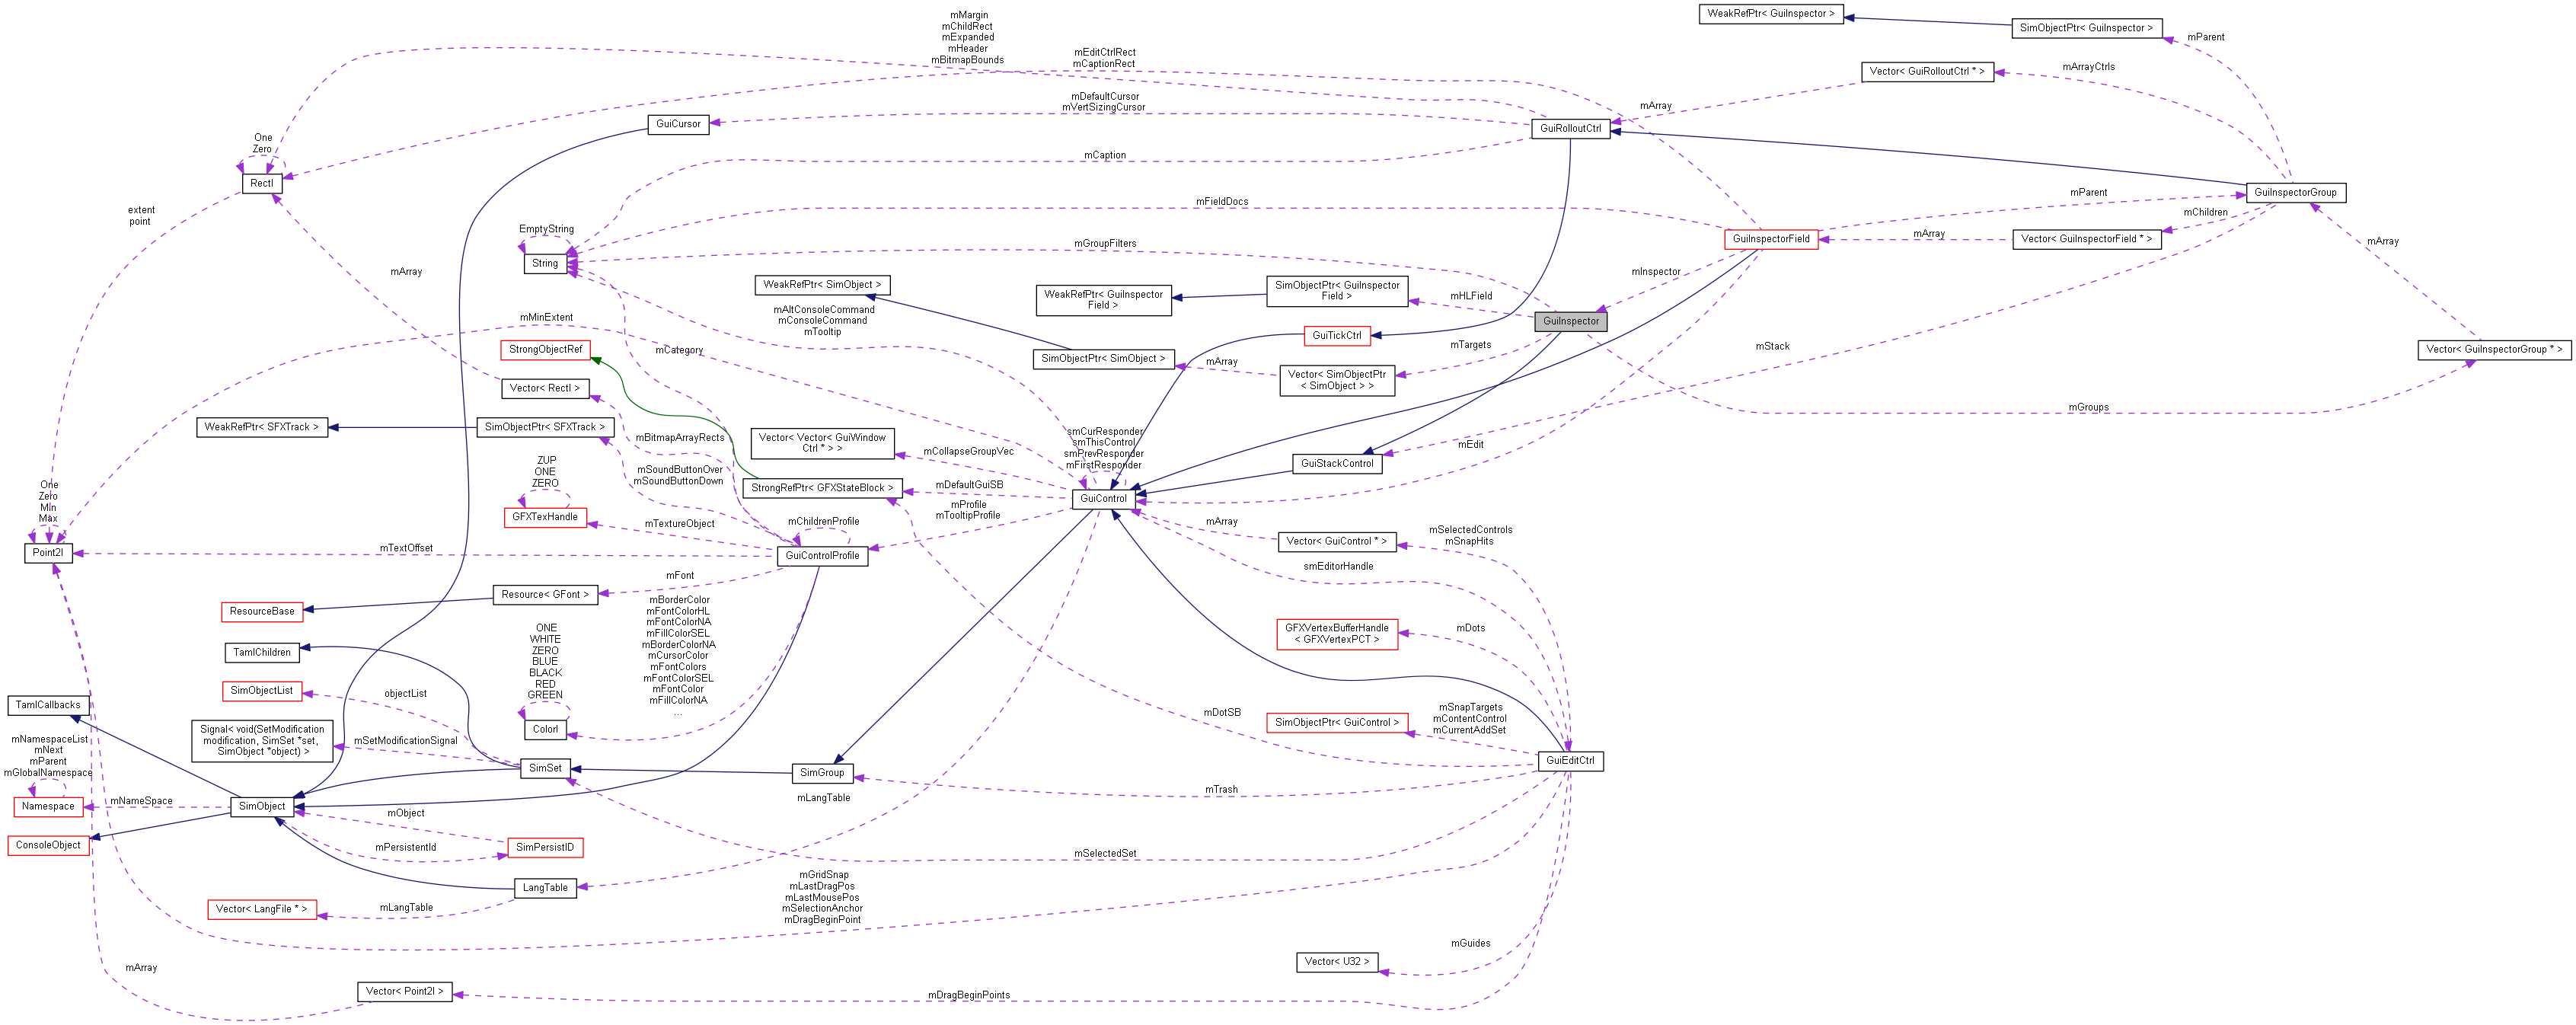 WeakRefPtr< GuiInspector >
SimObjectPtr< GuiInspector >
mParent
mMargin
mChildRect
mExpanded
mHeader
mBitmapBounds
mEditCtrlRect
mCaptionRect
Vector< GuiRolloutCtrl * >
mArrayCtrls
mDefaultCursor
mVertSizingCursor
mArray
GuiCursor
GuiRolloutCtrl
One
Zero
mCaption
RectI
GuiInspectorGroup
mParent
mFieldDocs
extent
point
mChildren
EmptyString
mGroupFilters
GuiInspectorField
mArray
Vector< GuiInspectorField * >
mArray
String
mArray
mInspector
WeakRefPtr< SimObject >
SimObjectPtr< GuiInspector
Field >
WeakRefPtr< GuiInspector
Field >
mHLField
mAltConsoleCommand
mConsoleCommand
mTooltip
mMinExtent
GuiInspector
GuiTickCtrl
StrongObjectRef
mCategory
SimObjectPtr< SimObject >
mArray
mTargets
mStack
Vector< GuiInspectorGroup * >
Vector< SimObjectPtr
< SimObject > >
Vector< RectI >
mGroups
WeakRefPtr< SFXTrack >
SimObjectPtr< SFXTrack >
mBitmapArrayRects
Vector< Vector< GuiWindow
Ctrl * > >
mCollapseGroupVec
smCurResponder
smThisControl
smPrevResponder
mFirstResponder
mEdit
GuiStackControl
ZUP
ONE
ZERO
mSoundButtonOver
mSoundButtonDown
StrongRefPtr< GFXStateBlock >
mDefaultGuiSB
GuiControl
One
Zero
Min
Max
GFXTexHandle
mTextureObject
mChildrenProfile
mProfile
mTooltipProfile
mArray
Vector< GuiControl * >
mSelectedControls
mSnapHits
Point2I
mTextOffset
GuiControlProfile
smEditorHandle
mFont
Resource< GFont >
ResourceBase
mBorderColor
mFontColorHL
mFontColorNA
mFillColorSEL
mBorderColorNA
mCursorColor
mFontColors
mFontColorSEL
mFontColor
mFillColorNA
...
ONE
WHITE
ZERO
BLUE
BLACK
RED
GREEN
GFXVertexBufferHandle
< GFXVertexPCT >
mDots
TamlChildren
SimObjectList
objectList
TamlCallbacks
mDotSB
SimObjectPtr< GuiControl >
mSnapTargets
mContentControl
mCurrentAddSet
Signal< void(SetModification
modification, SimSet *set,
SimObject *object) >
mSetModificationSignal
ColorI
mNamespaceList
mNext
mParent
mGlobalNamespace
SimSet
SimGroup
GuiEditCtrl
mTrash
mLangTable
Namespace
mNameSpace
SimObject
mObject
ConsoleObject
mPersistentId
SimPersistID
mSelectedSet
LangTable
mGridSnap
mLastDragPos
mLastMousePos
mSelectionAnchor
mDragBeginPoint
Vector< LangFile * >
mLangTable
mGuides
Vector< U32 >
mArray
Vector< Point2I >
mDragBeginPoints